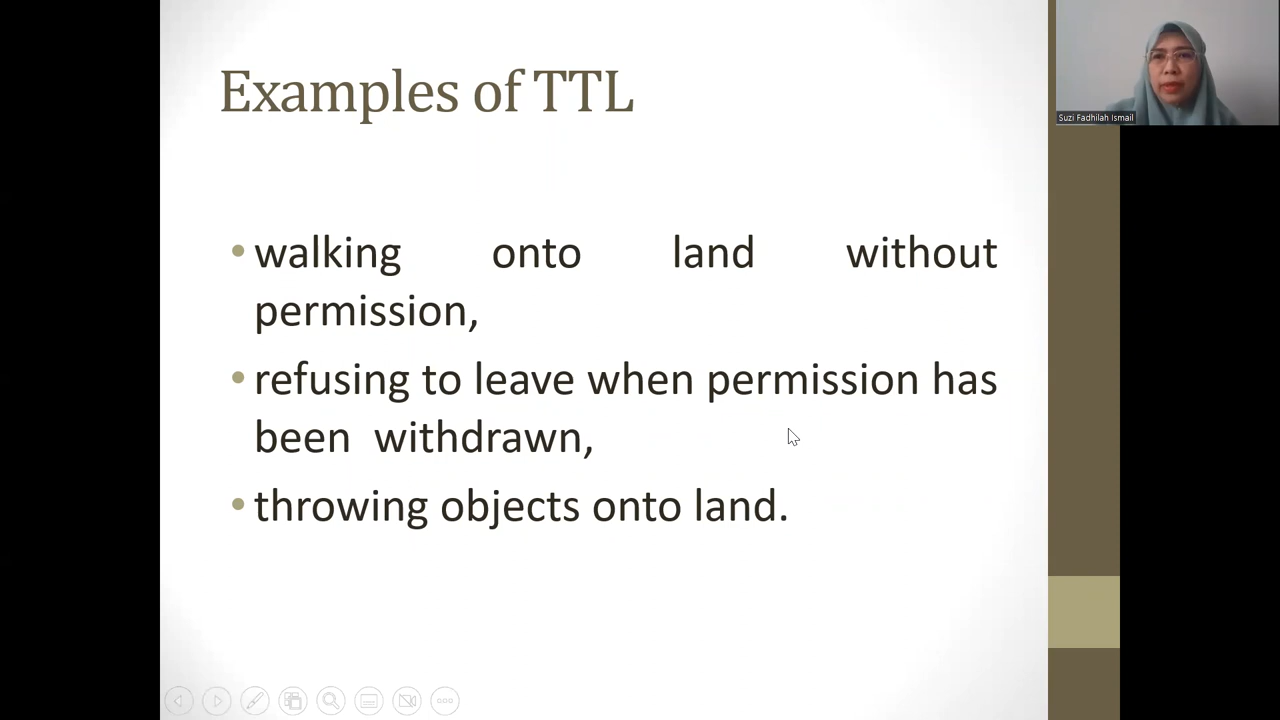 Examples of TTL
Suzi Fadhilah Ismail
• walking onto land without
permission,
• refusing to leave when permission has
been withdrawn,
• throwing objects onto land.